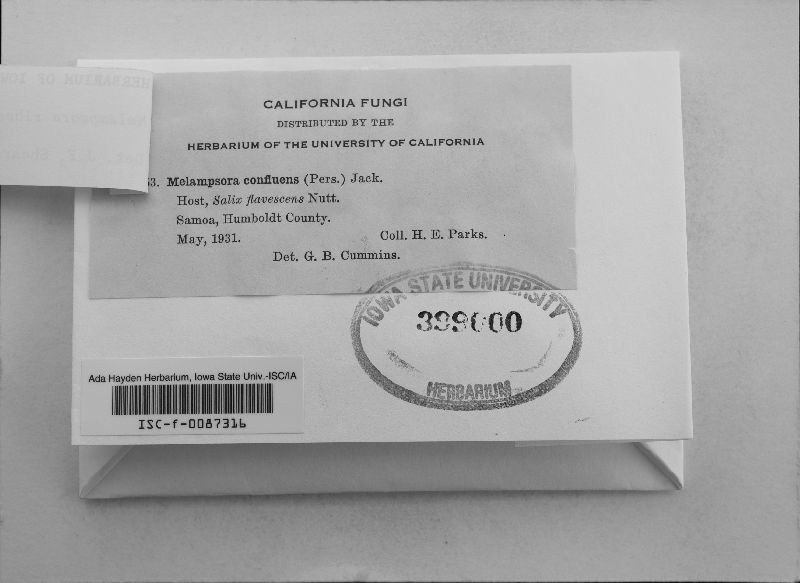 CALIFORNIA FUNGI
DISTRIBUTED BY THE
HERBARIUM OF THE UNIVERSITY OF CALIFORNIA
53. Melampsora confluens (Pers.) Jack.
Host, Salix flavescens Nutt.
Samoa, Humboldt County.
May, 1931. Coll. H. E. Parks.
Det. G. B. Cummins.
IOWA STATE UNIVERSITY
399000
HERBARIUM
Ada Hayden Herbarium, Iowa State Univ.-ISC/IA
ISC-f-0087316